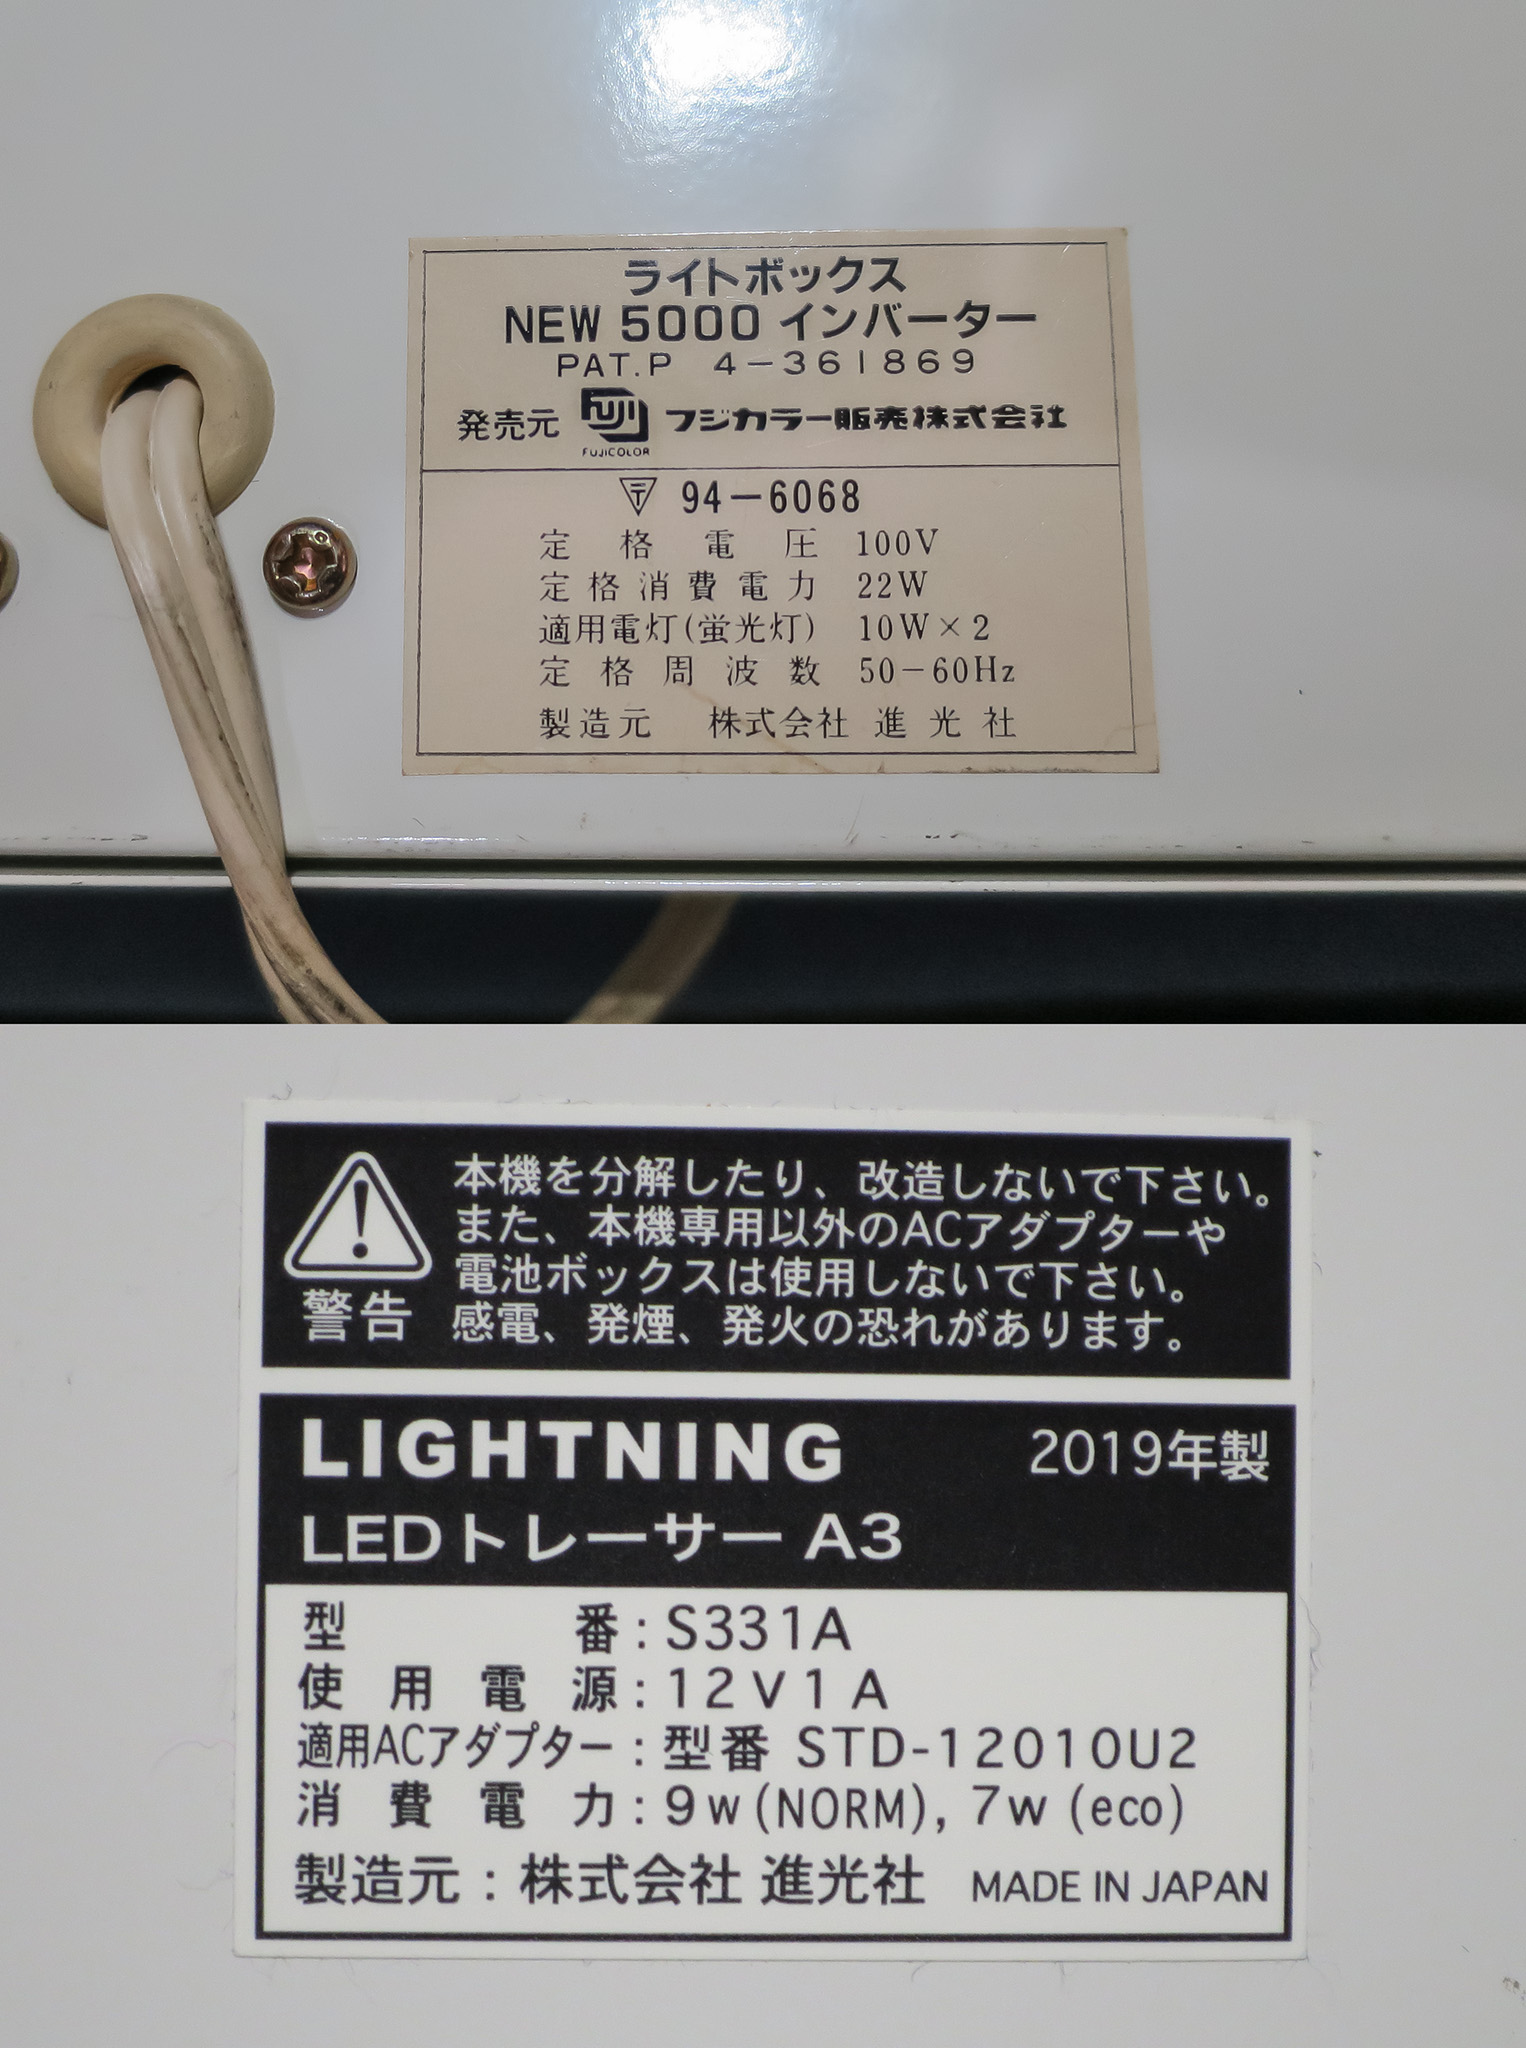 ライトボックス
NEW 5000 インバーター
PAT.P 4-361869
発売元 FUJI FUJICOLOR フジカラー販売株式会社
〒 94-6068
定格電圧 100V
定格消費電力 22W
適用電灯(蛍光灯) 10W×2
定格周波数 50-60Hz
製造元 株式会社 進光社
警告
本機を分解したり、改造しないで下さい。
また、本機専用以外のACアダプターや
電池ボックスは使用しないで下さい。
感電、発煙、発火の恐れがあります。
LIGHTNING 2019年製
LEDトレーサー A3
型番:S331A
使用電源:12V1A
適用ACアダプター:型番 STD-12010U2
消費電力:9w(NORM), 7w (eco)
製造元:株式会社 進光社 MADE IN JAPAN